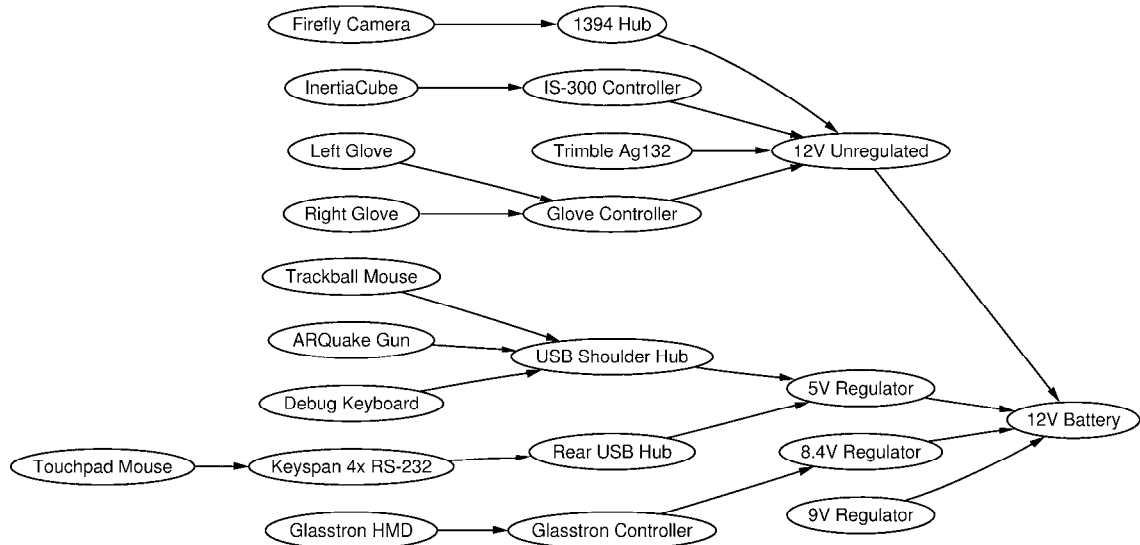 Firefly Camera
1394 Hub
InertiaCube
IS-300 Controller
Left Glove
Trimble Ag132
12V Unregulated
Right Glove
Glove Controller
Trackball Mouse
ARQuake Gun
USB Shoulder Hub
Debug Keyboard
5V Regulator
12V Battery
Touchpad Mouse
Keyspan 4x RS-232
Rear USB Hub
8.4V Regulator
9V Regulator
Glasstron HMD
Glasstron Controller